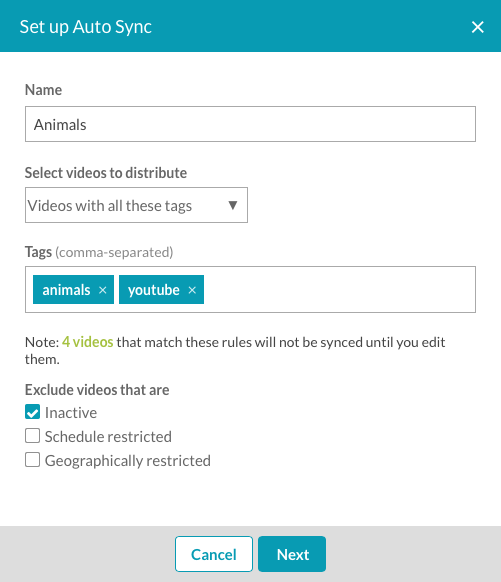 Set up Auto Sync ×
Name
Animals
Select videos to distribute
Videos with all these tags ▼
Tags (comma-separated)
animals × youtube ×
Note: 4 videos that match these rules will not be synced until you edit
them.
Exclude videos that are
Inactive
Schedule restricted
Geographically restricted
Cancel Next